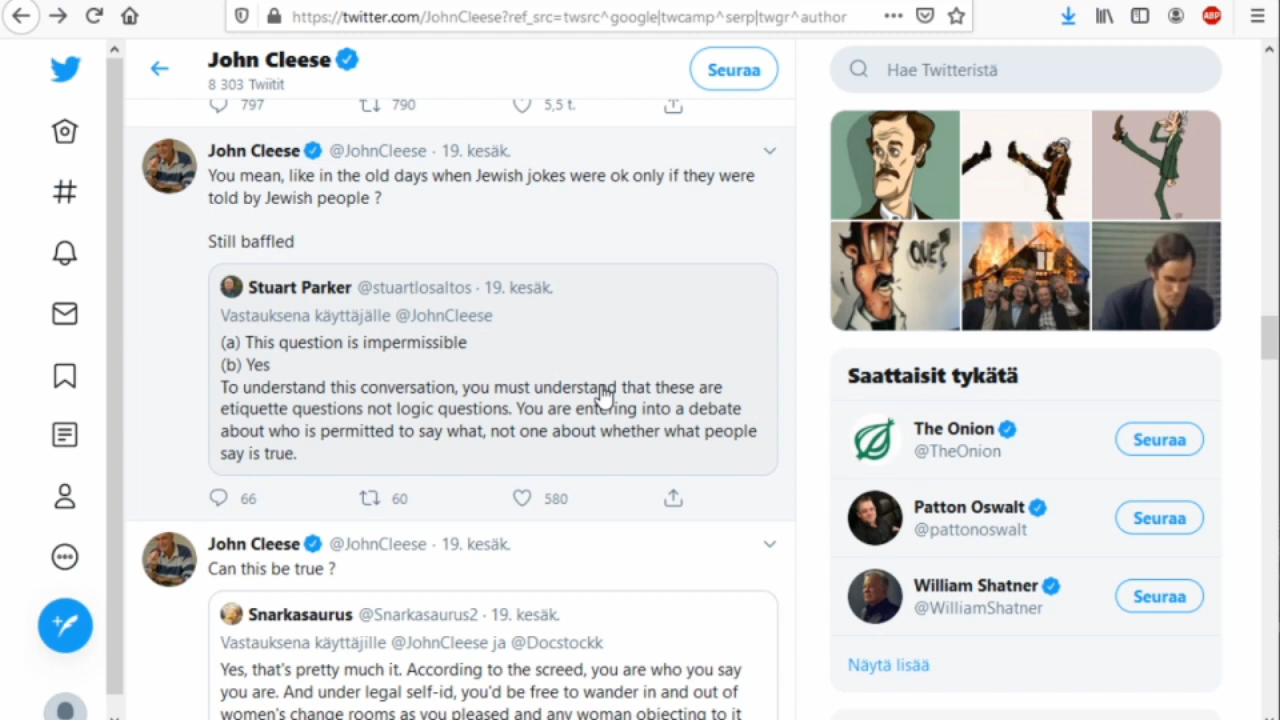 https://twitter.com/JohnCleese?ref_src=twsrc^google|twcamp^serp|twgr^author
ABP
John Cleese
8 303 Twiitit
Seuraa
Hae Twitteristä
797 790 5,5 t.
John Cleese @JohnCleese · 19. kesäk.
You mean, like in the old days when Jewish jokes were ok only if they were
told by Jewish people ?
Still baffled
Stuart Parker @stuartlosaltos · 19. kesäk.
Vastauksena käyttäjälle @JohnCleese
(a) This question is impermissible
(b) Yes
To understand this conversation, you must understand that these are
etiquette questions not logic questions. You are entering into a debate
about who is permitted to say what, not one about whether what people
say is true.
66 60 580
John Cleese @JohnCleese · 19. kesäk.
Can this be true ?
Snarkasaurus @Snarkasaurus2 · 19. kesäk.
Vastauksena käyttäjille @JohnCleese ja @Docstockk
Yes, that's pretty much it. According to the screed, you are who you say
you are. And under legal self-id, you'd be free to wander in and out of
women's change rooms as you pleased and any woman objecting to it
QUE?
Saattaisit tykätä
The Onion
@TheOnion
Seuraa
Patton Oswalt
@pattonoswalt
Seuraa
William Shatner
@WilliamShatner
Seuraa
Näytä lisää